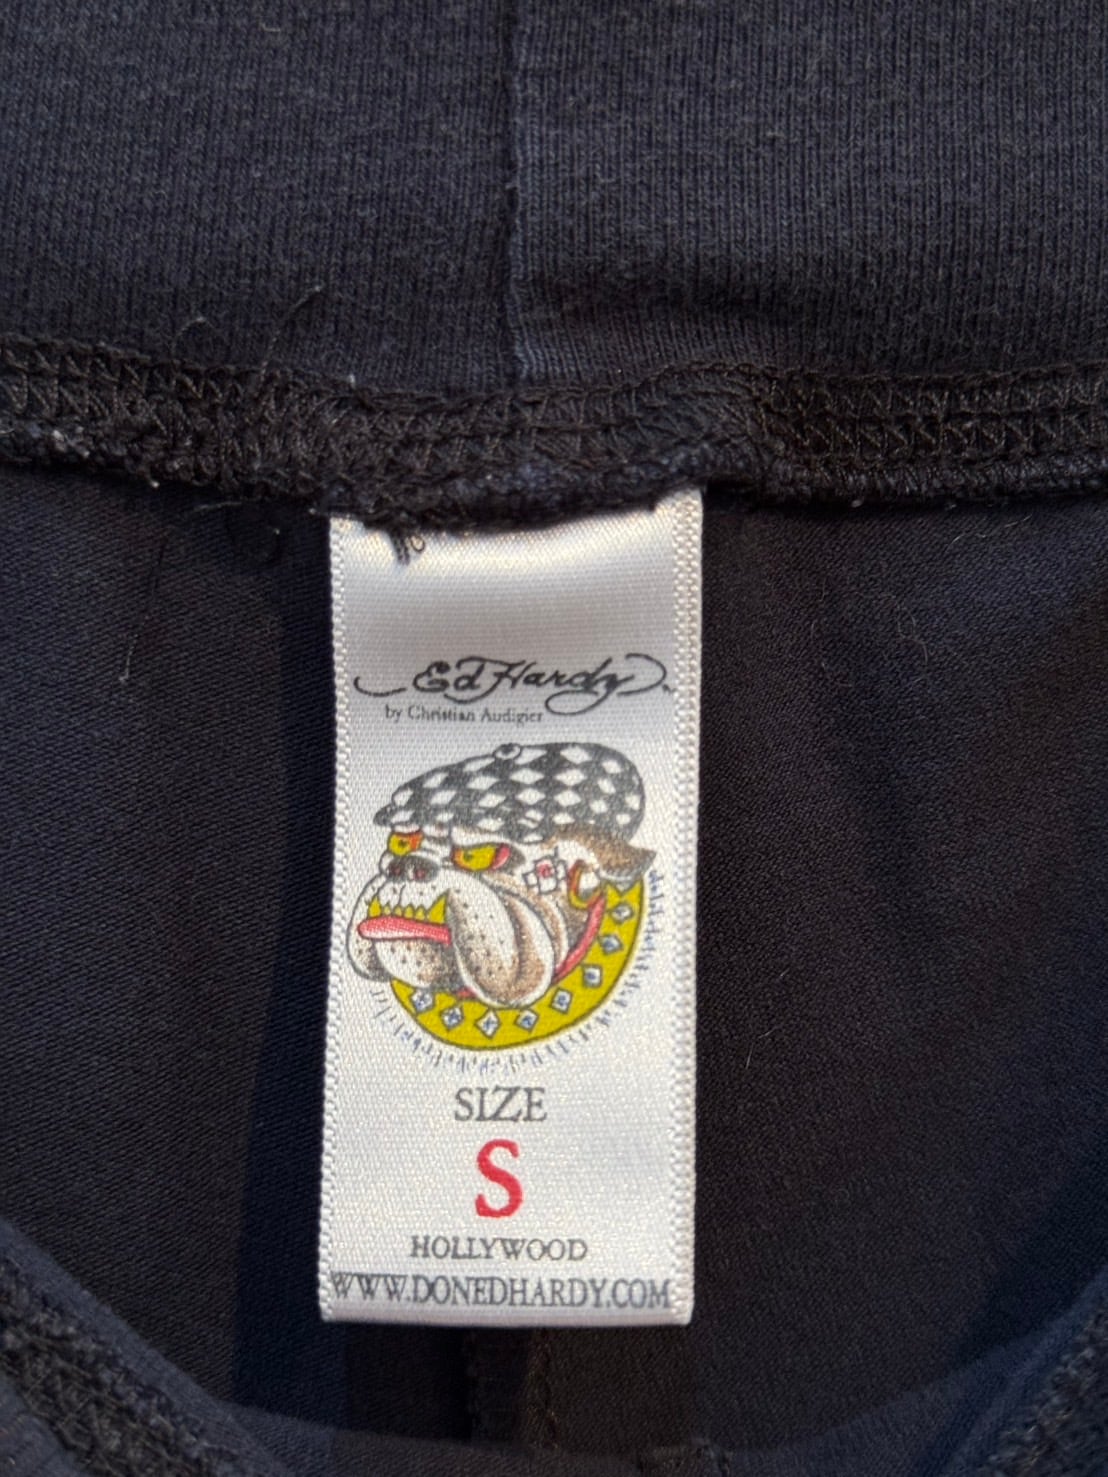 Ed Hardy
by Christian Audigier
SIZE
S
HOLLYWOOD
WWW.DONEDHARDY.COM